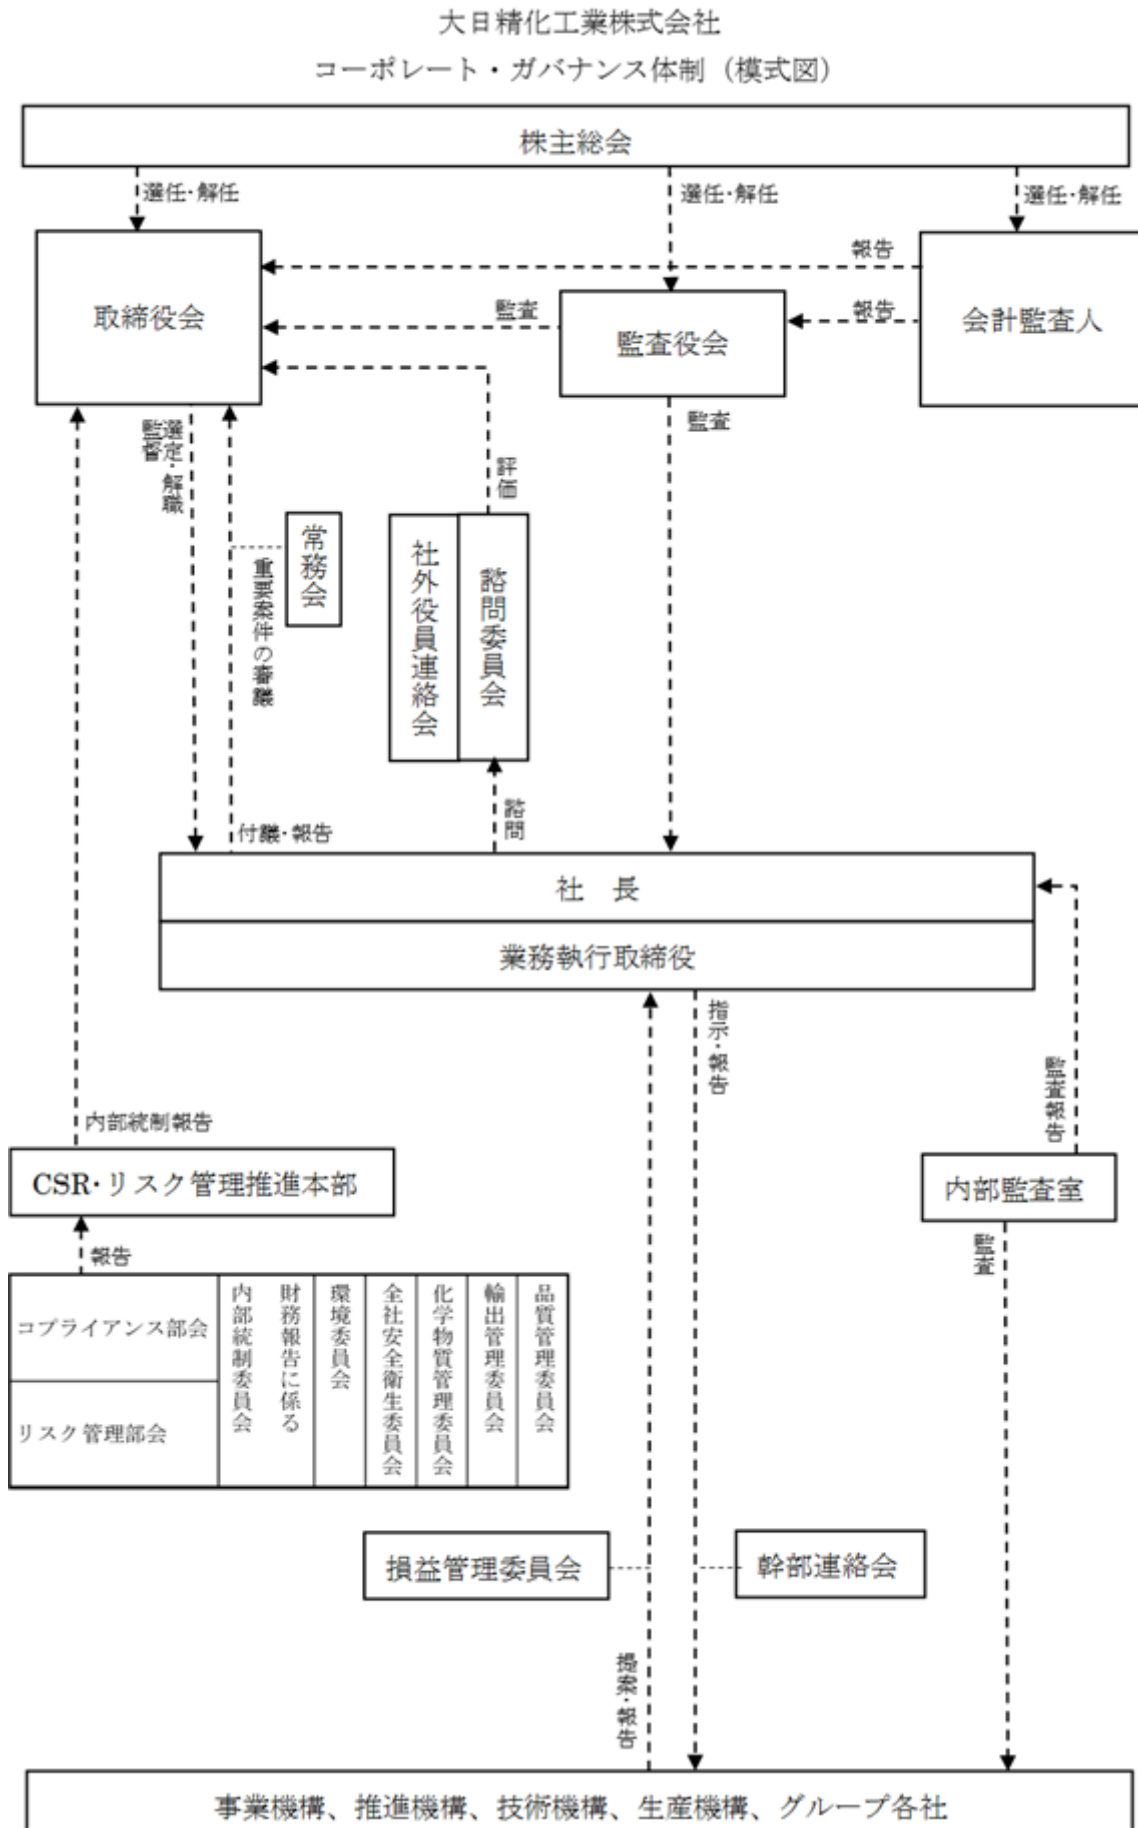 大日精化工業株式会社
コーポレート・ガバナンス体制（模式図）
株主総会
選任・解任
選任・解任
選任・解任
取締役会
監査役会
会計監査人
報告
報告
監査
監査
選定・解職
監督
評価
常務会
重要案件の審議
社外役員連絡会
諮問委員会
付議・報告
諮問
社 長
業務執行取締役
指示・報告
監査報告
内部統制報告
CSR・リスク管理推進本部
内部監査室
報告
監査
コプライアンス部会
リスク管理部会
財務報告に係る
内部統制委員会
環境委員会
全社安全衛生委員会
化学物質管理委員会
輸出管理委員会
品質管理委員会
損益管理委員会
幹部連絡会
提案・報告
事業機構、推進機構、技術機構、生産機構、グループ各社